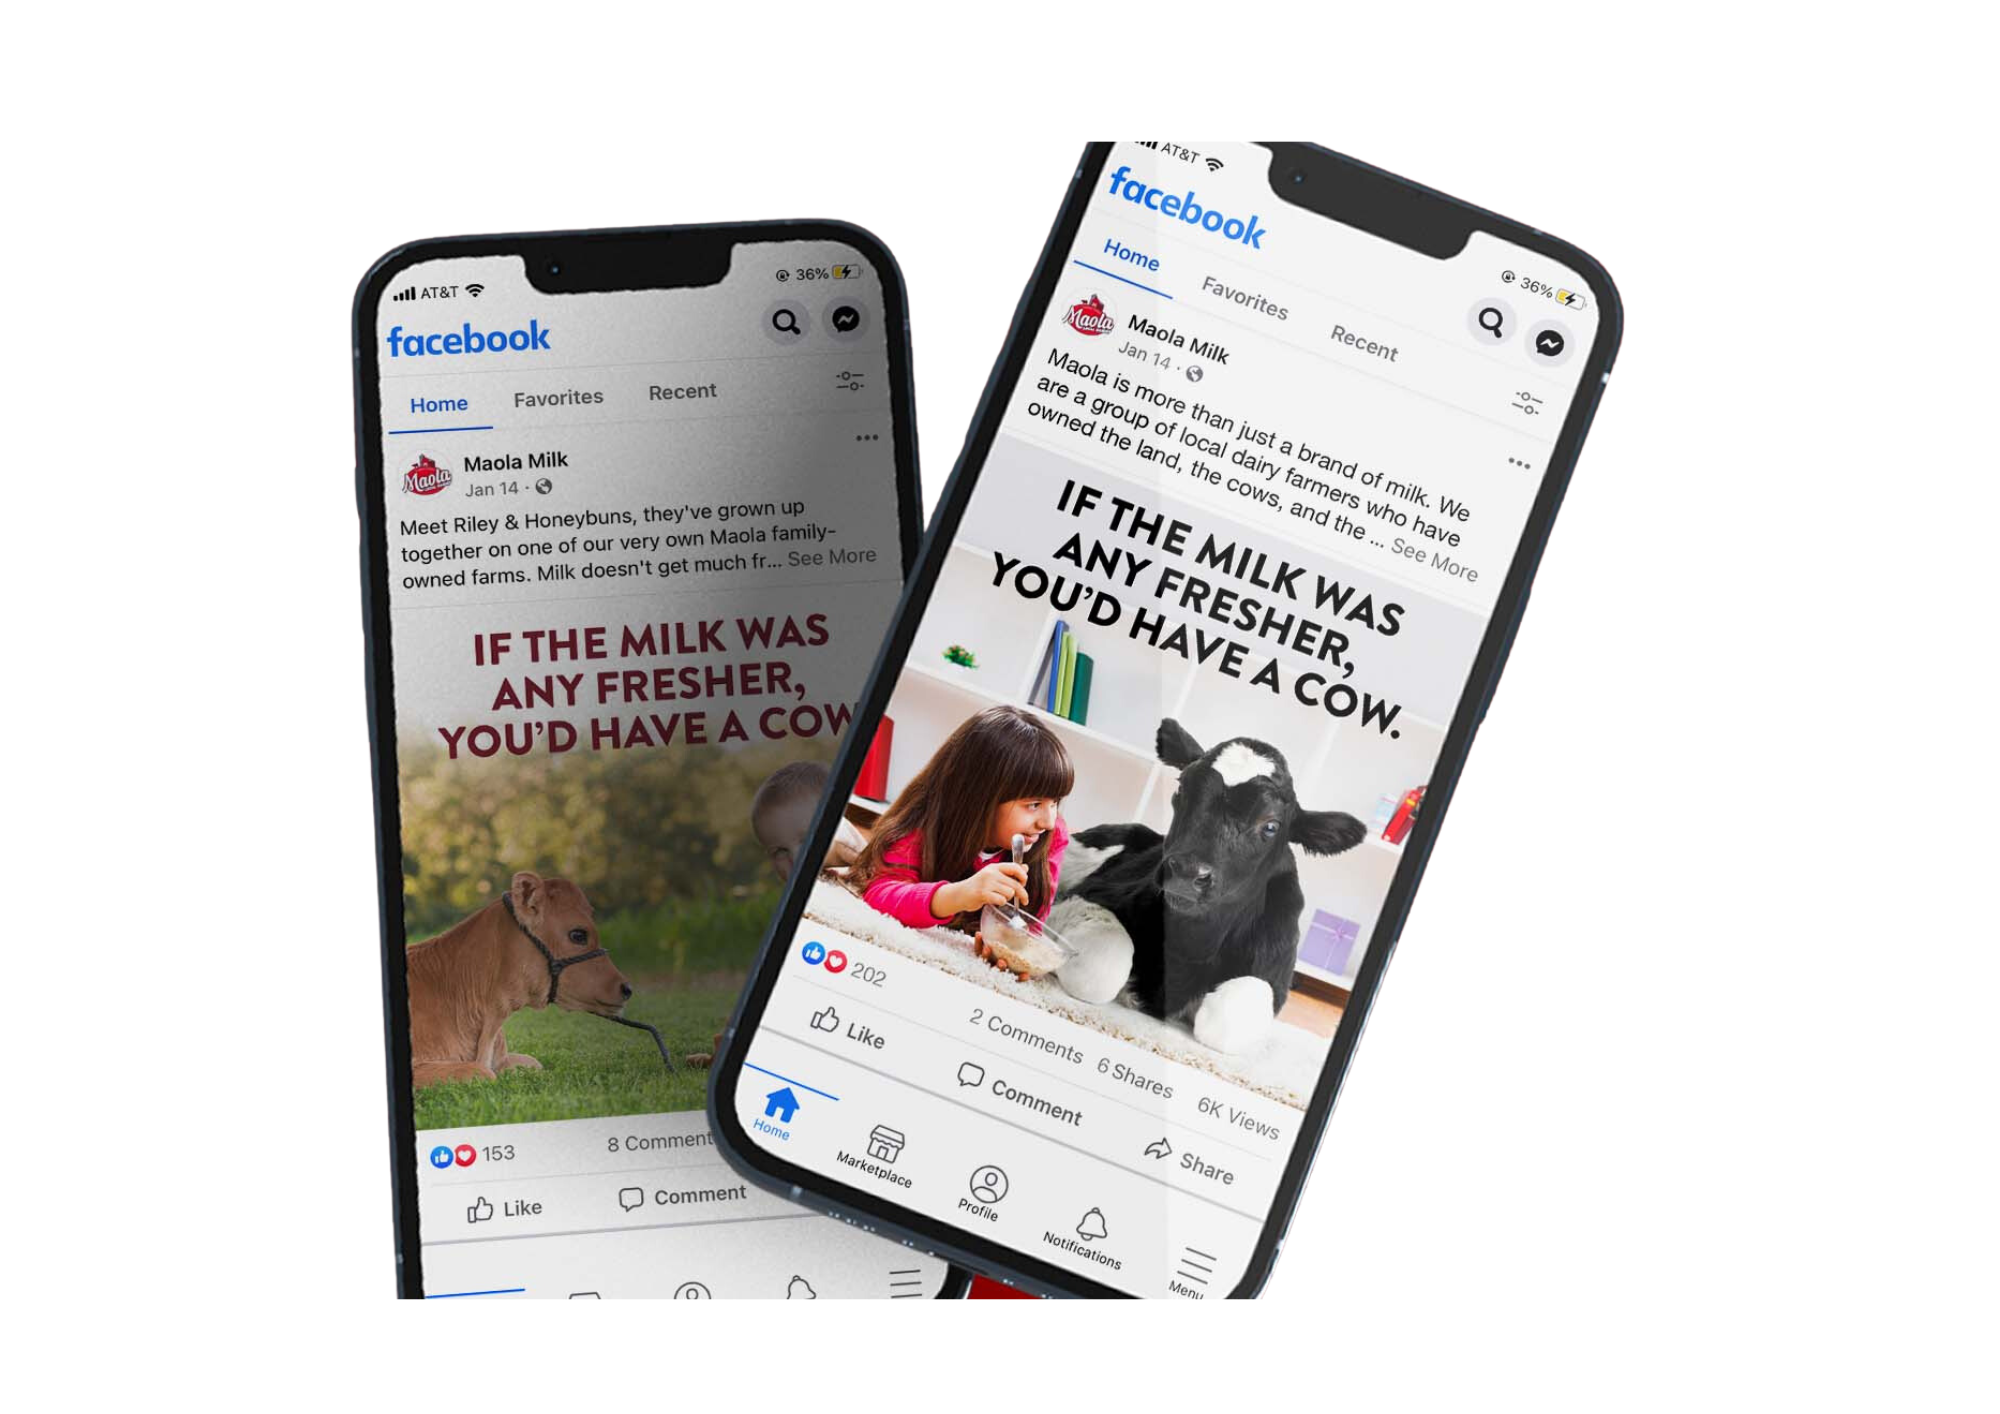 AT&T
36%
facebook
Home
Favorites
Recent
Maola
Maola Milk
Jan 14 ·
Meet Riley & Honeybuns, they've grown up
together on one of our very own Maola family-
owned farms. Milk doesn't get much fr... See More
IF THE MILK WAS
ANY FRESHER,
YOU'D HAVE A COW
153
8 Comment
Like
Comment
AT&T
36%
facebook
Home
Favorites
Recent
Maola
Maola Milk
Jan 14 ·
Maola is more than just a brand of milk. We
are a group of local dairy farmers who have
owned the land, the cows, and the ... See More
IF THE MILK WAS
ANY FRESHER,
YOU'D HAVE A COW.
202
2 Comments
6 Shares
6K Views
Like
Comment
Share
Home
Marketplace
Profile
Notifications
Menu